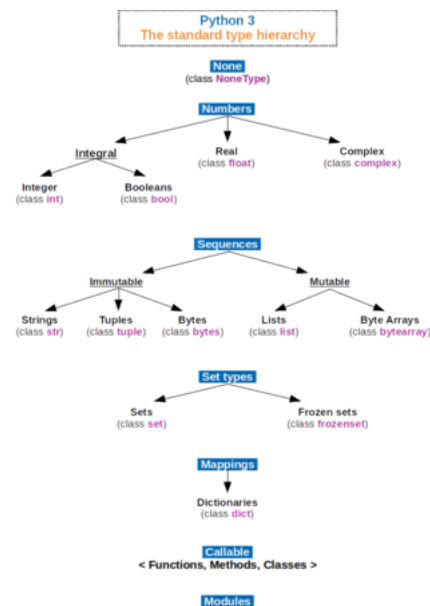 Python 3
The standard type hierarchy
None
(class NoneType)
Numbers
Integral
Real
(class float)
Complex
(class complex)
Integer
(class int)
Booleans
(class bool)
Sequences
Immutable
Mutable
Strings
(class str)
Tuples
(class tuple)
Bytes
(class bytes)
Lists
(class list)
Byte Arrays
(class bytearray)
Set types
Sets
(class set)
Frozen sets
(class frozenset)
Mappings
Dictionaries
(class dict)
Callable
< Functions, Methods, Classes >
Modules